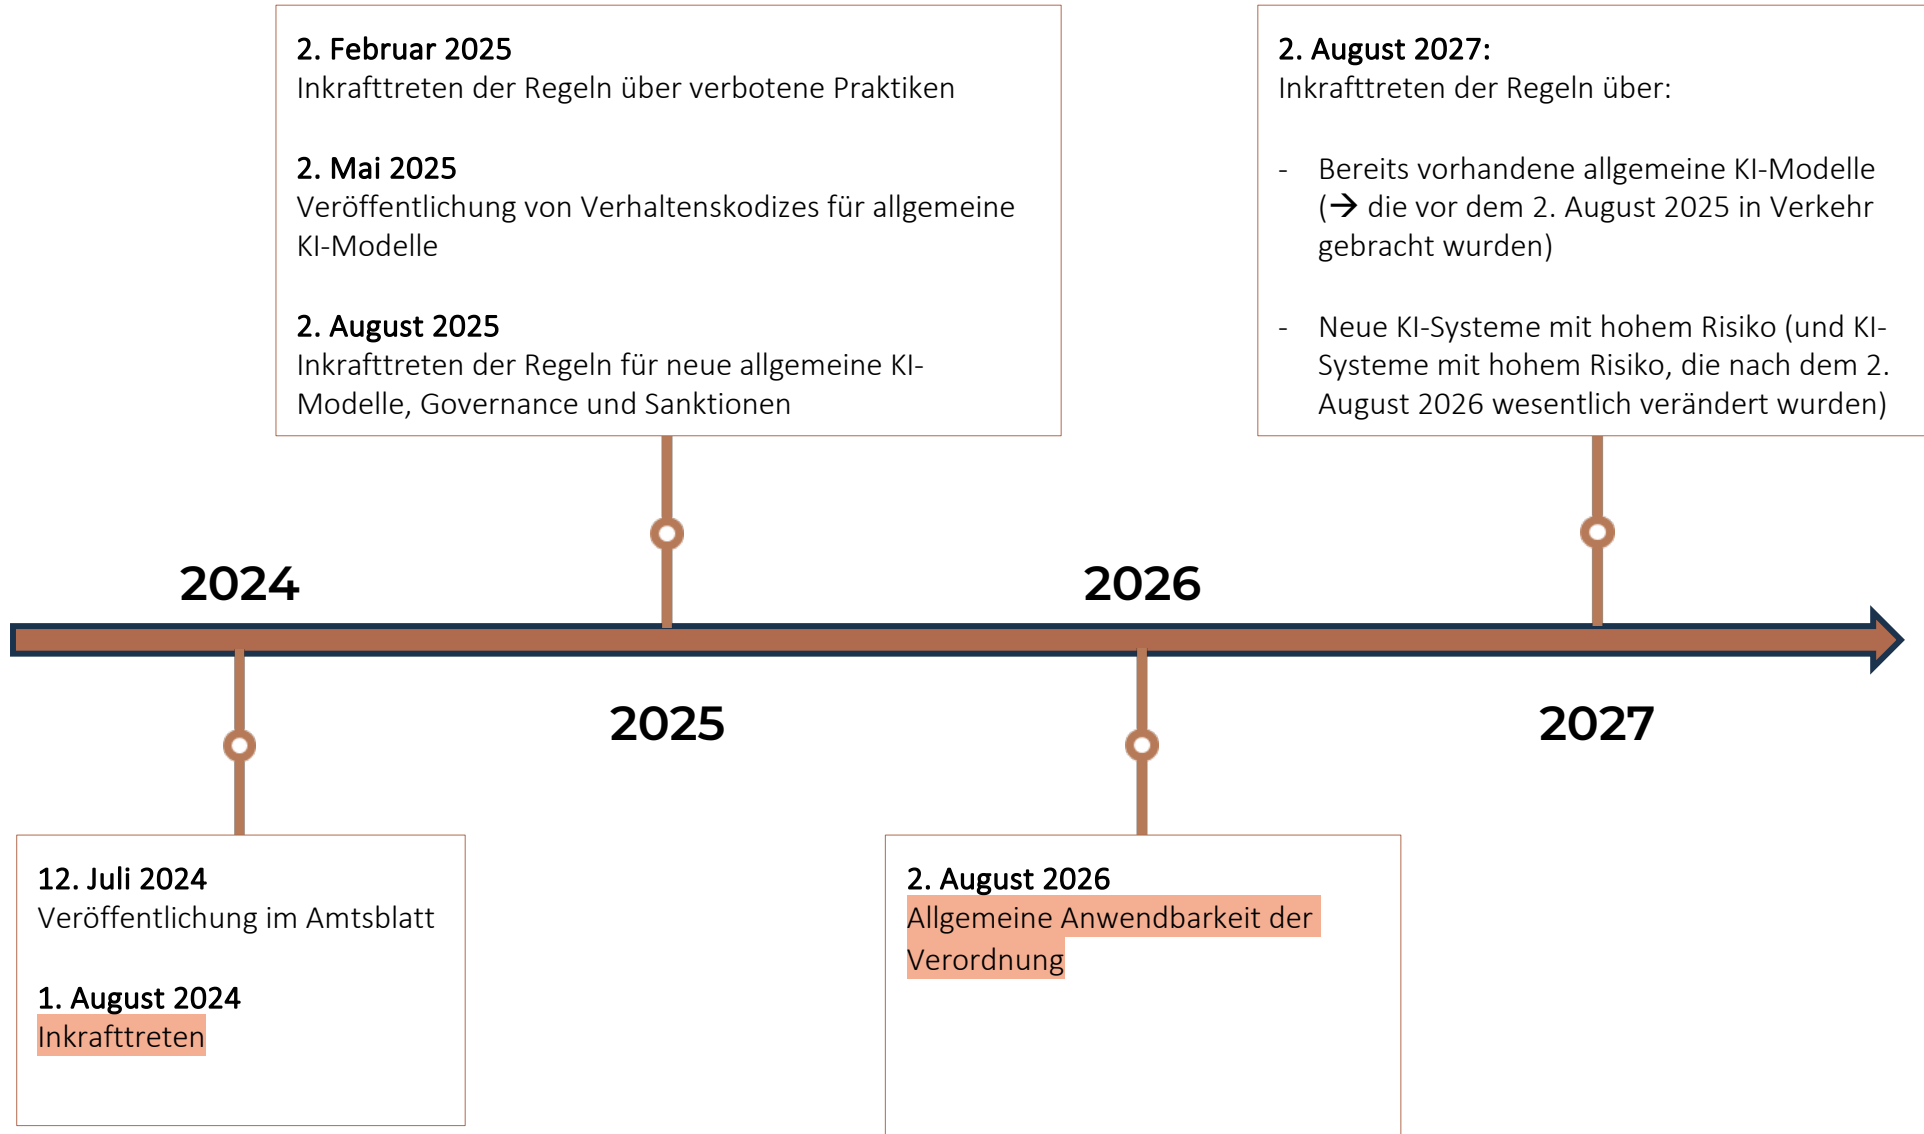 2. Februar 2025
Inkrafttreten der Regeln über verbotene Praktiken
2. Mai 2025
Veröffentlichung von Verhaltenskodizes für allgemeine
KI-Modelle
2. August 2025
Inkrafttreten der Regeln für neue allgemeine KI-
Modelle, Governance und Sanktionen
2. August 2027:
Inkrafttreten der Regeln über:
- Bereits vorhandene allgemeine KI-Modelle
(→ die vor dem 2. August 2025 in Verkehr
gebracht wurden)
- Neue KI-Systeme mit hohem Risiko (und KI-
Systeme mit hohem Risiko, die nach dem 2.
August 2026 wesentlich verändert wurden)
2024
2026
2025
2027
12. Juli 2024
Veröffentlichung im Amtsblatt
1. August 2024
Inkrafttreten
2. August 2026
Allgemeine Anwendbarkeit der
Verordnung